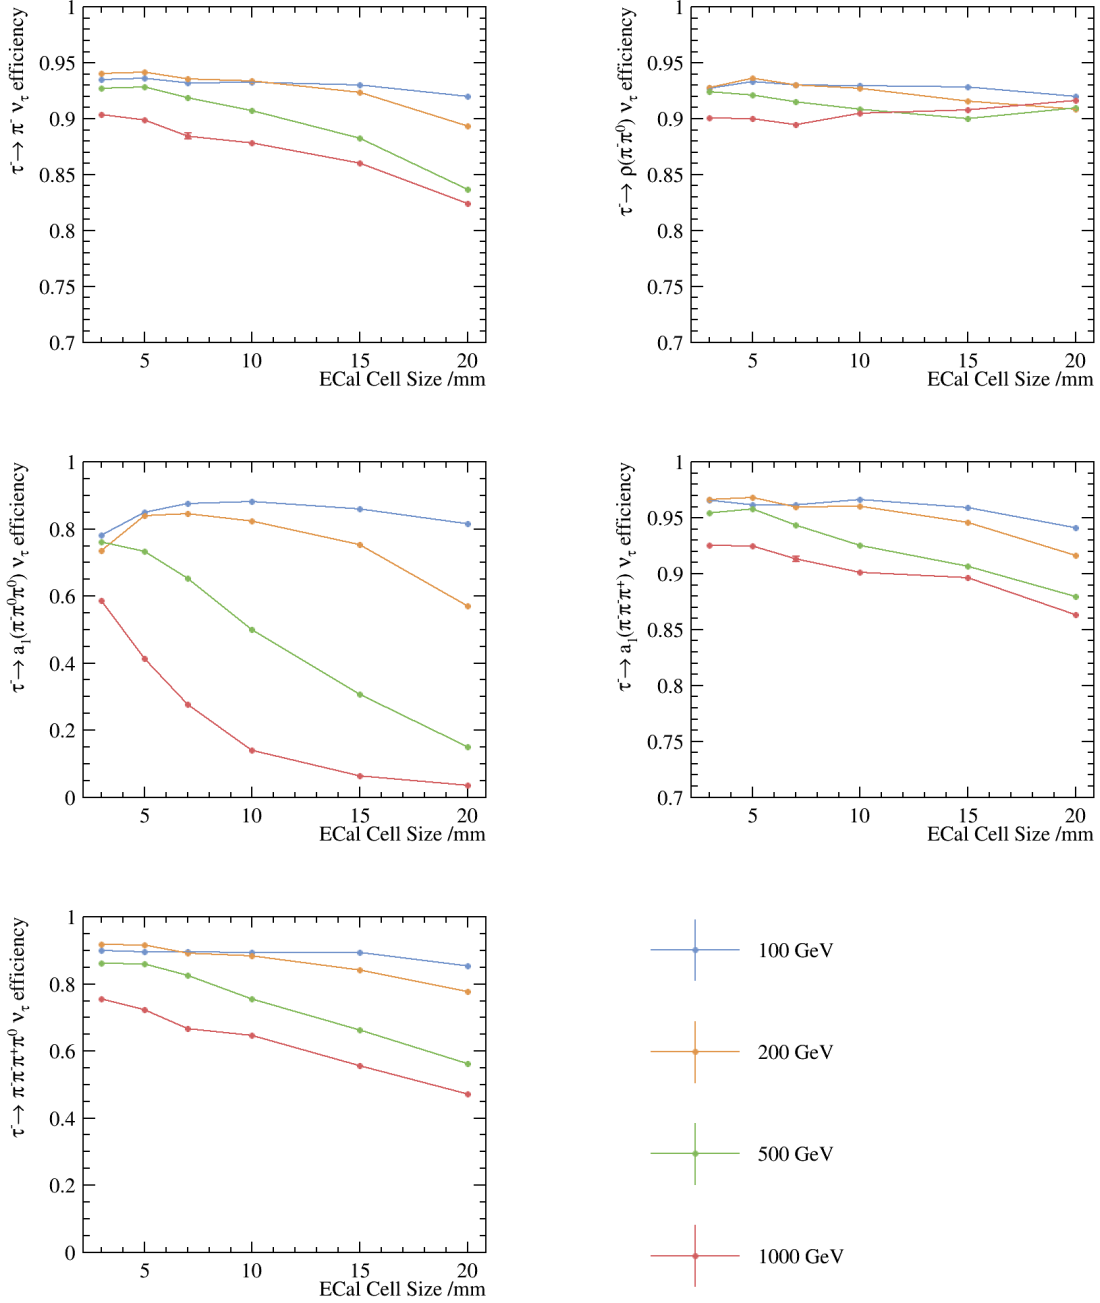 τ⁻→ π⁻ ν_τ efficiency
1
0.95
0.9
0.85
0.8
0.75
0.7
5 10 15 20
ECal Cell Size /mm
τ⁻→ ρ(π⁻π⁰) ν_τ efficiency
1
0.95
0.9
0.85
0.8
0.75
0.7
5 10 15 20
ECal Cell Size /mm
τ⁻→ a₁(π⁻π⁰π⁰) ν_τ efficiency
1
0.8
0.6
0.4
0.2
0
5 10 15 20
ECal Cell Size /mm
τ⁻→ a₁(π⁻π⁻π⁺) ν_τ efficiency
1
0.95
0.9
0.85
0.8
0.75
0.7
5 10 15 20
ECal Cell Size /mm
τ⁻→ π⁻π⁻π⁺π⁰ ν_τ efficiency
1
0.8
0.6
0.4
0.2
0
5 10 15 20
ECal Cell Size /mm
100 GeV
200 GeV
500 GeV
1000 GeV